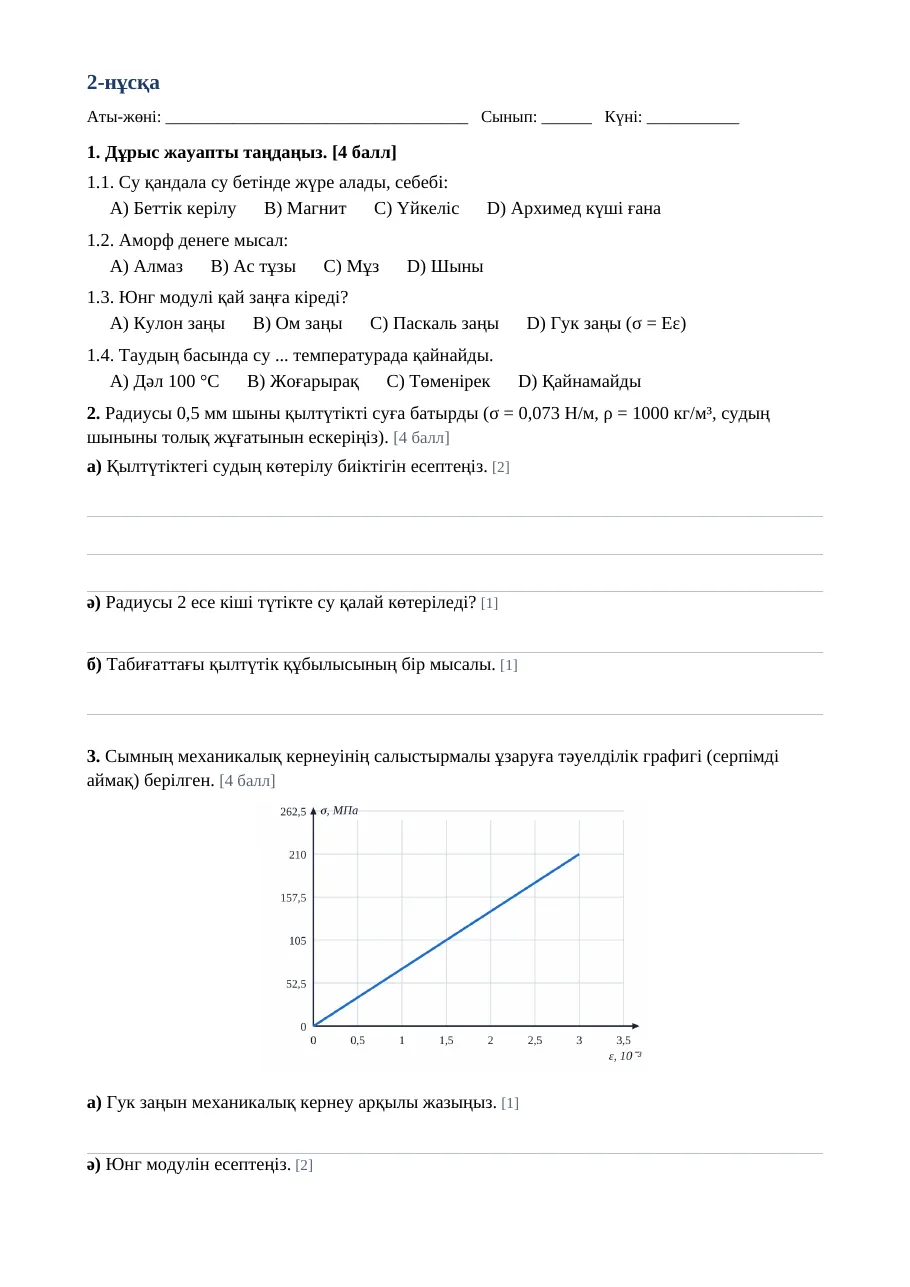 2-нұсқа
Аты-жөні: ____________________________________ Сынып: ______ Күні: ___________
1. Дұрыс жауапты таңдаңыз. [4 балл]
1.1. Су қандала су бетінде жүре алады, себебі:
A) Беттік керілу B) Магнит C) Үйкеліс D) Архимед күші ғана
1.2. Аморф денеге мысал:
A) Алмаз B) Ас тұзы C) Мұз D) Шыны
1.3. Юнг модулі қай заңға кіреді?
A) Кулон заңы B) Ом заңы C) Паскаль заңы D) Гук заңы (σ = Eε)
1.4. Таудың басында су ... температурада қайнайды.
A) Дәл 100 °C B) Жоғарырақ C) Төменірек D) Қайнамайды
2. Радиусы 0,5 мм шыны қылтүтікті суға батырды (σ = 0,073 Н/м, ρ = 1000 кг/м³, судың
шыныны толық жұғатынын ескеріңіз). [4 балл]
а) Қылтүтіктегі судың көтерілу биіктігін есептеңіз. [2]
ә) Радиусы 2 есе кіші түтікте су қалай көтеріледі? [1]
б) Табиғаттағы қылтүтік құбылысының бір мысалы. [1]
3. Сымның механикалық кернеуінің салыстырмалы ұзаруға тәуелділік графигі (серпімді
аймақ) берілген. [4 балл]
262,5 σ, МПа
210
157,5
105
52,5
0
0 0,5 1 1,5 2 2,5 3 3,5
ε, 10⁻³
а) Гук заңын механикалық кернеу арқылы жазыңыз. [1]
ә) Юнг модулін есептеңіз. [2]